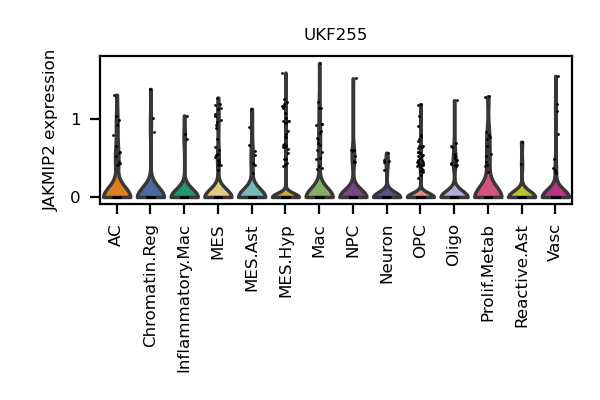 UKF255
JAKMIP2 expression
1
0
AC
Chromatin.Reg
Inflammatory.Mac
MES
MES.Ast
MES.Hyp
Mac
NPC
Neuron
OPC
Oligo
Prolif.Metab
Reactive.Ast
Vasc